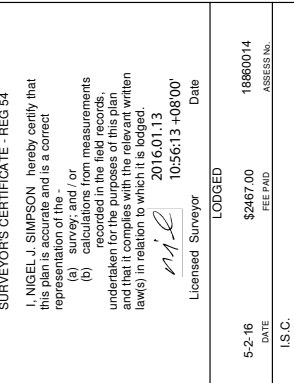 SURVEYOR'S CERTIFICATE - REG 54
I, NIGEL J. SIMPSON hereby certify that
this plan is accurate and is a correct
representation of the -
(a) survey; and / or
(b) calculations from measurements
recorded in the field records,
undertaken for the purposes of this plan
and that it complies with the relevant written
law(s) in relation to which it is lodged.
2016.01.13
10:56:13 +08'00'
Licensed Surveyor Date
LODGED
5-2-16 $2467.00 18860014
DATE FEE PAID ASSESS No.
I.S.C.